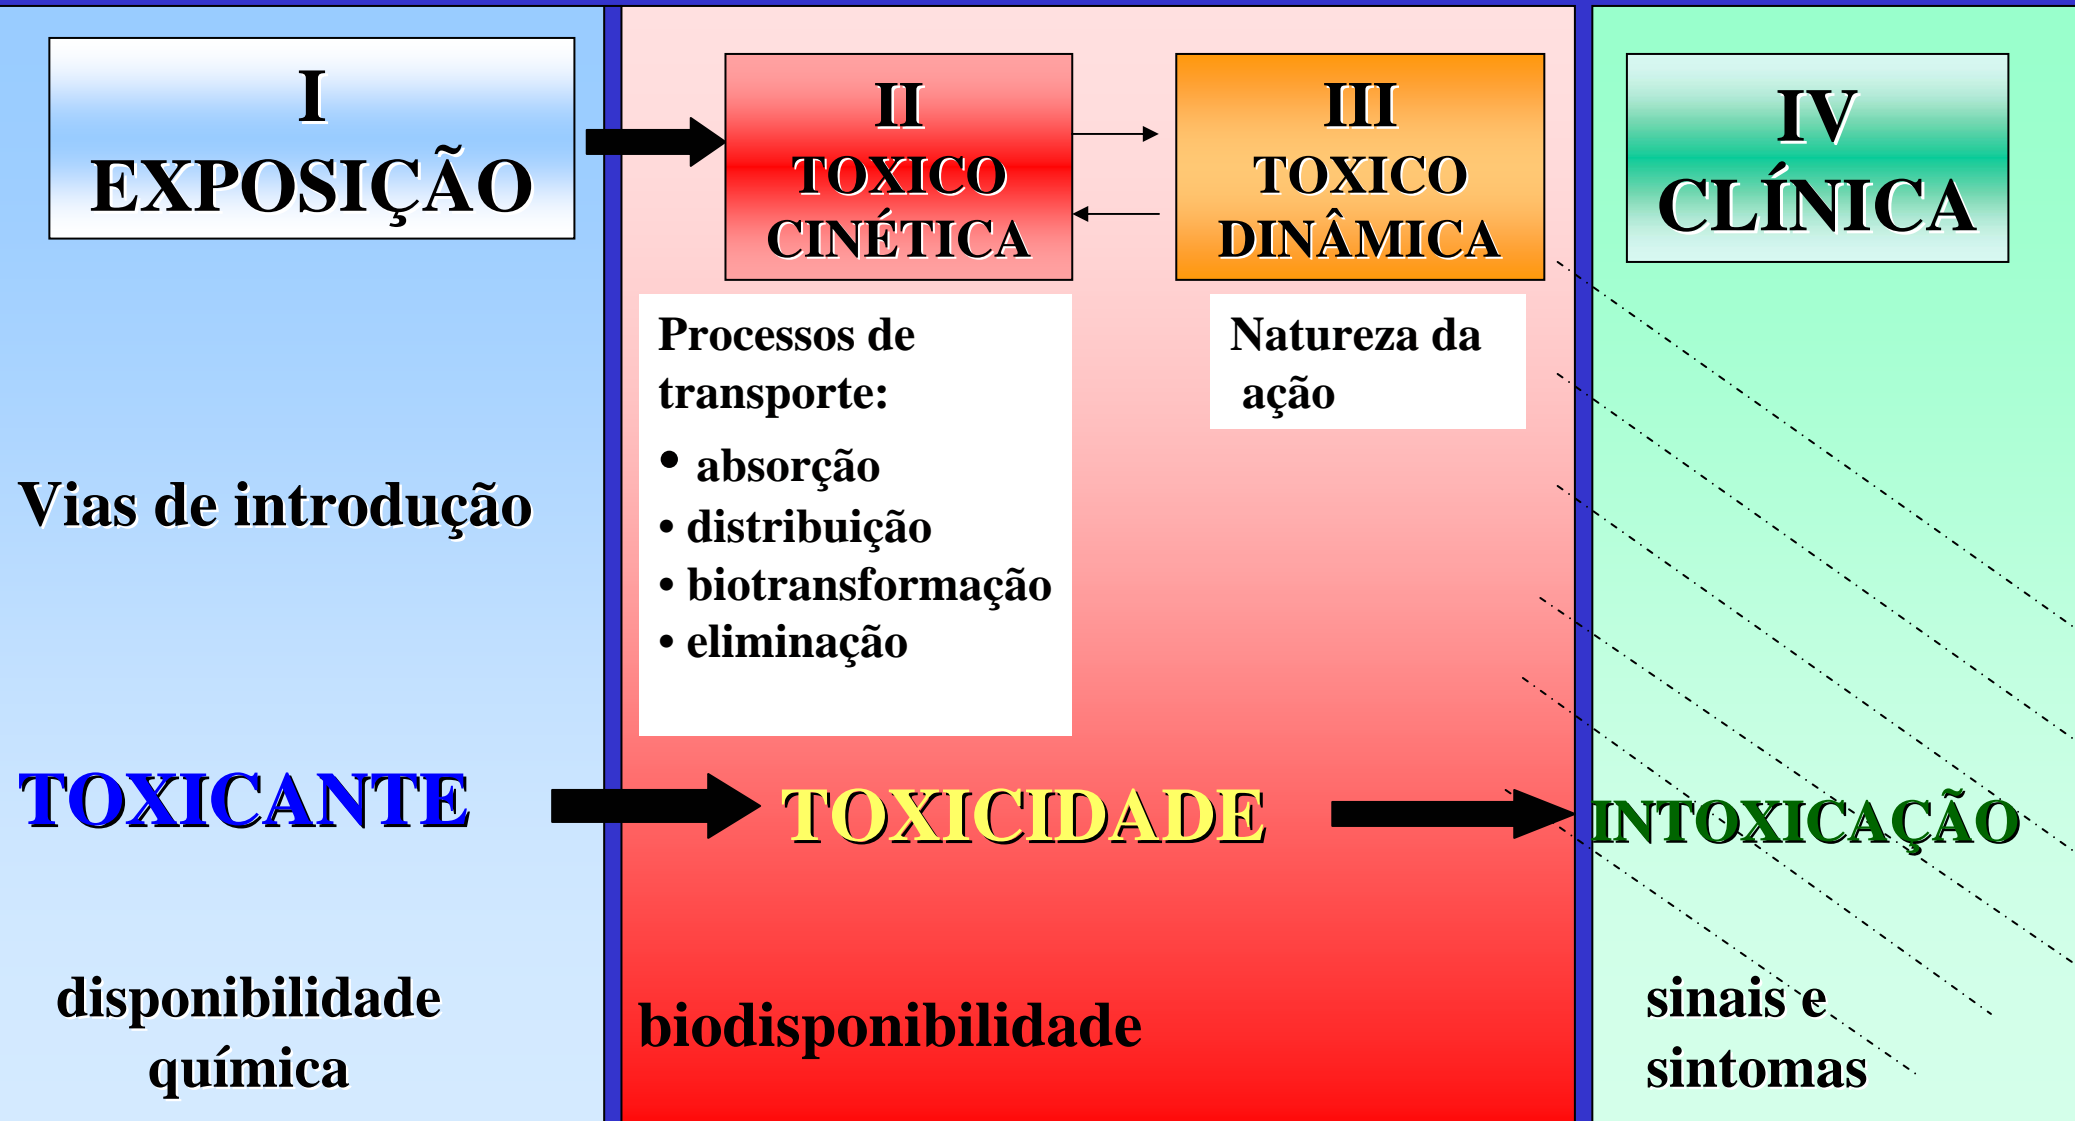 I
EXPOSIÇÃO
Vias de introdução
TOXICANTE
disponibilidade
química
II
TOXICO
CINÉTICA
Processos de
transporte:
• absorção
• distribuição
• biotransformação
• eliminação
III
TOXICO
DINÂMICA
Natureza da
ação
TOXICIDADE
biodisponibilidade
IV
CLÍNICA
INTOXICAÇÃO
sinais e
sintomas